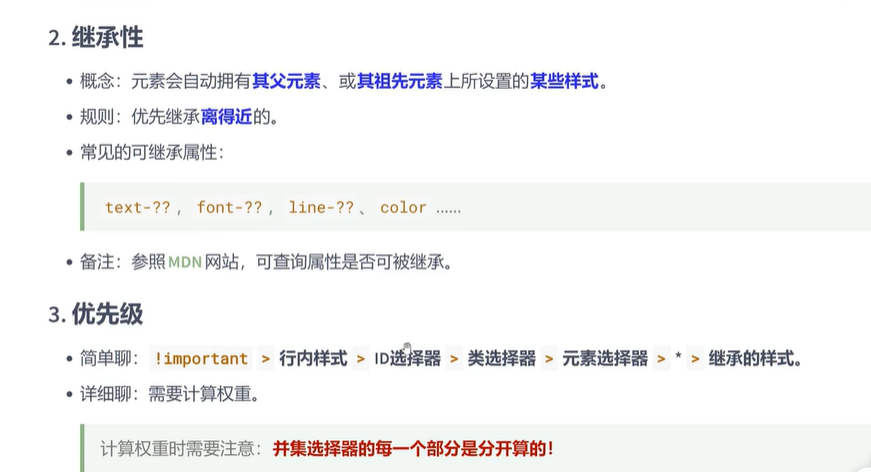 2. 继承性
• 概念：元素会自动拥有其父元素、或其祖先元素上所设置的某些样式。
• 规则：优先继承离得近的。
• 常见的可继承属性：
text-??，font-??，line-??、color ......
• 备注：参照MDN网站，可查询属性是否可被继承。
3. 优先级
• 简单聊：!important > 行内样式 > ID选择器 > 类选择器 > 元素选择器 > * > 继承的样式。
• 详细聊：需要计算权重。
计算权重时需要注意：并集选择器的每一个部分是分开算的！